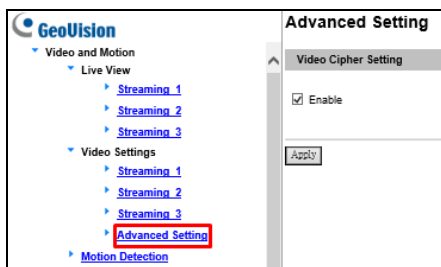 GeoVision
Video and Motion
Live View
Streaming 1
Streaming 2
Streaming 3
Video Settings
Streaming 1
Streaming 2
Streaming 3
Advanced Setting
Motion Detection
Advanced Setting
Video Cipher Setting
Enable
Apply